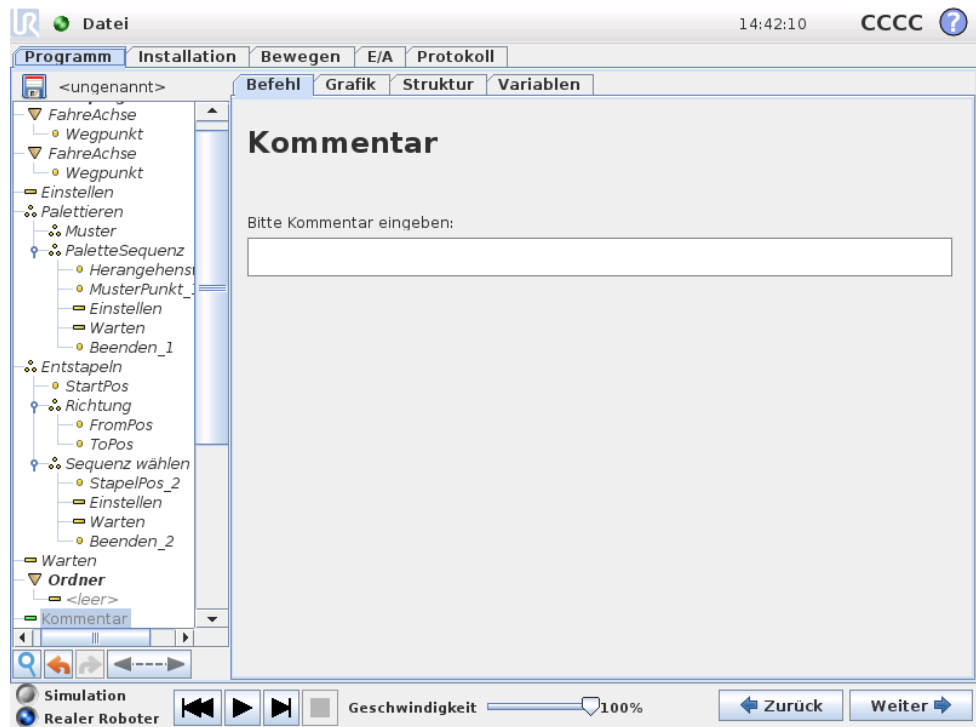 Datei
14:42:10
CCCC
?
Programm Installation Bewegen E/A Protokoll
<ungenannt>
Befehl Grafik Struktur Variablen
FahreAchse
Wegpunkt
FahreAchse
Wegpunkt
Einstellen
Palettieren
Muster
PaletteSequenz
MusterPunkt_
Einstellen
Warten
Beenden_1
Entstapeln
StartPos
Richtung
FromPos
ToPos
Sequenz wählen
StapelPos_2
Einstellen
Warten
Beenden_2
Warten
Ordner
<leer>
Kommentar
Kommentar
Bitte Kommentar eingeben:
Simulation
Realer Roboter
Geschwindigkeit 100%
Zurück
Weiter